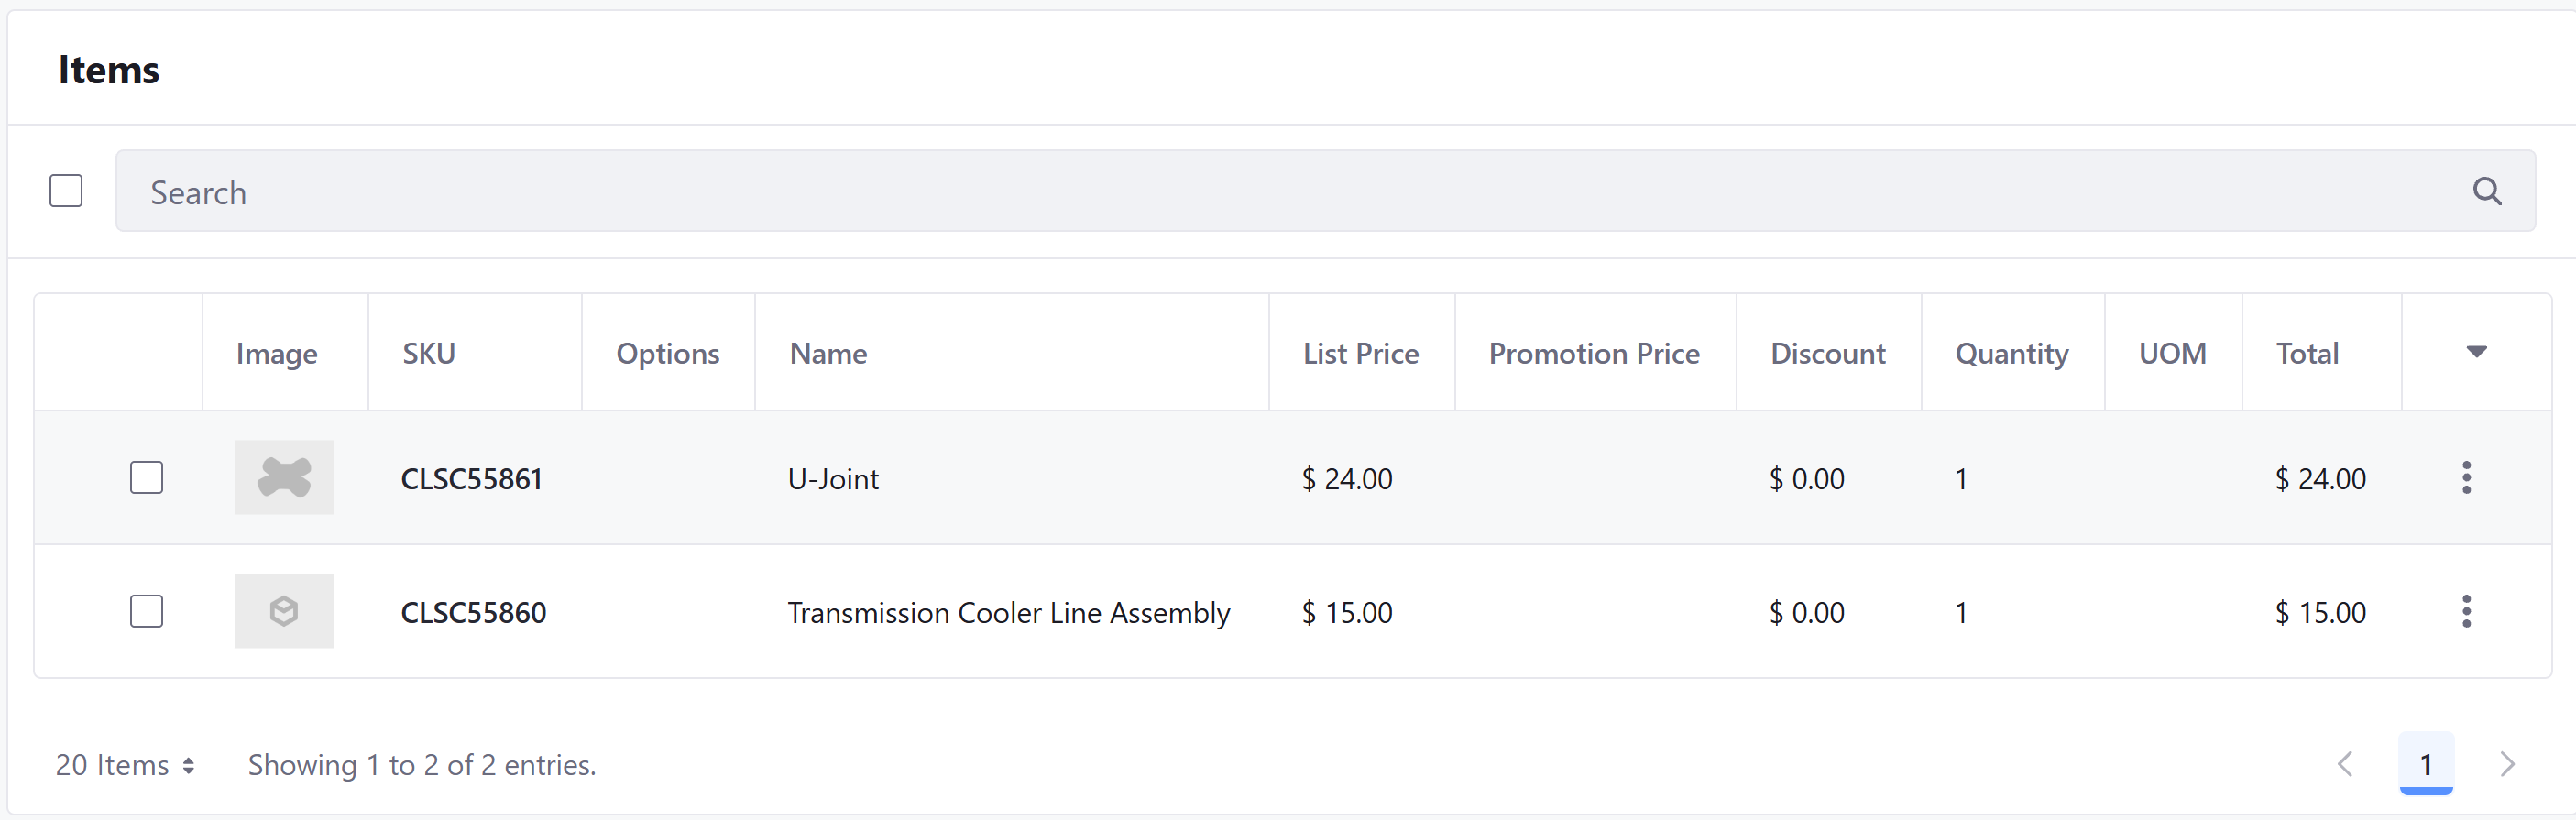 Items
Search
Image SKU Options Name List Price Promotion Price Discount Quantity UOM Total
CLSC55861 U-Joint $ 24.00 $ 0.00 1 $ 24.00
CLSC55860 Transmission Cooler Line Assembly $ 15.00 $ 0.00 1 $ 15.00
20 Items Showing 1 to 2 of 2 entries. 1